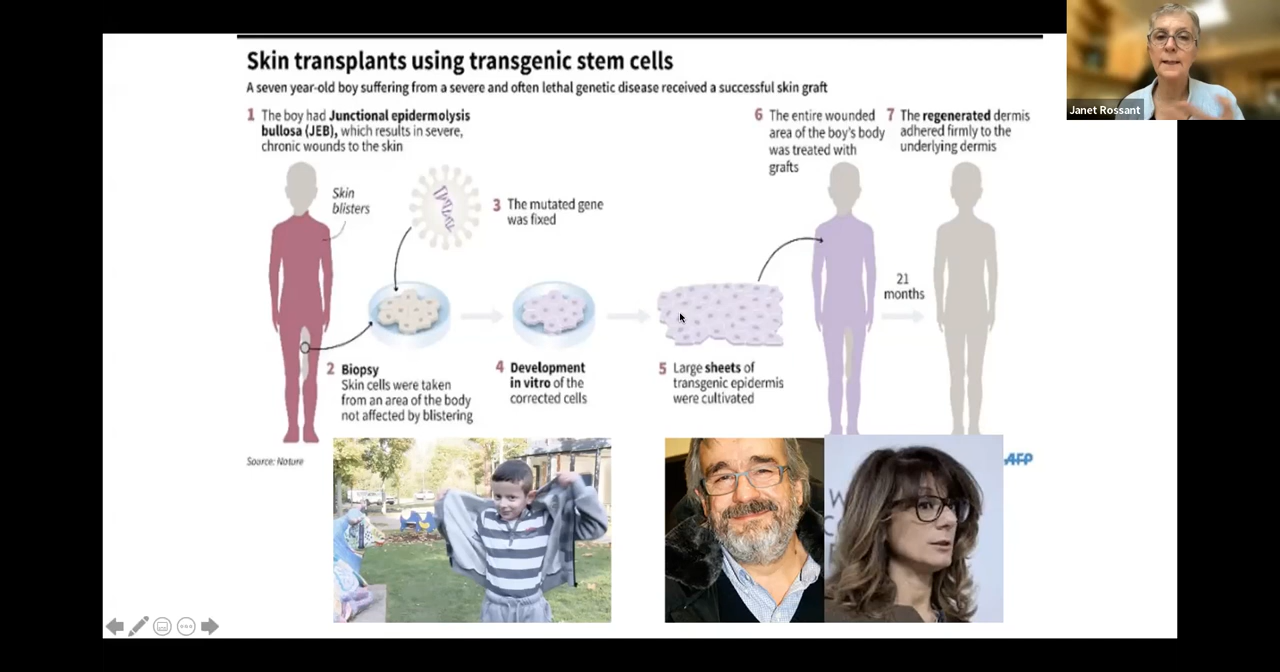 Skin transplants using transgenic stem cells
A seven year-old boy suffering from a severe and often lethal genetic disease received a successful skin graft
1 The boy had Junctional epidermolysis
bullosa (JEB), which results in severe,
chronic wounds to the skin
Skin
blisters
3 The mutated gene
was fixed
2 Biopsy
Skin cells were taken
from an area of the body
not affected by blistering
4 Development
in vitro of the
corrected cells
5 Large sheets of
transgenic epidermis
were cultivated
6 The entire wounded
area of the boy's body
was treated with
grafts
7 The regenerated dermis
adhered firmly to the
underlying dermis
21
months
Source: Nature
AFP
Janet Rossant